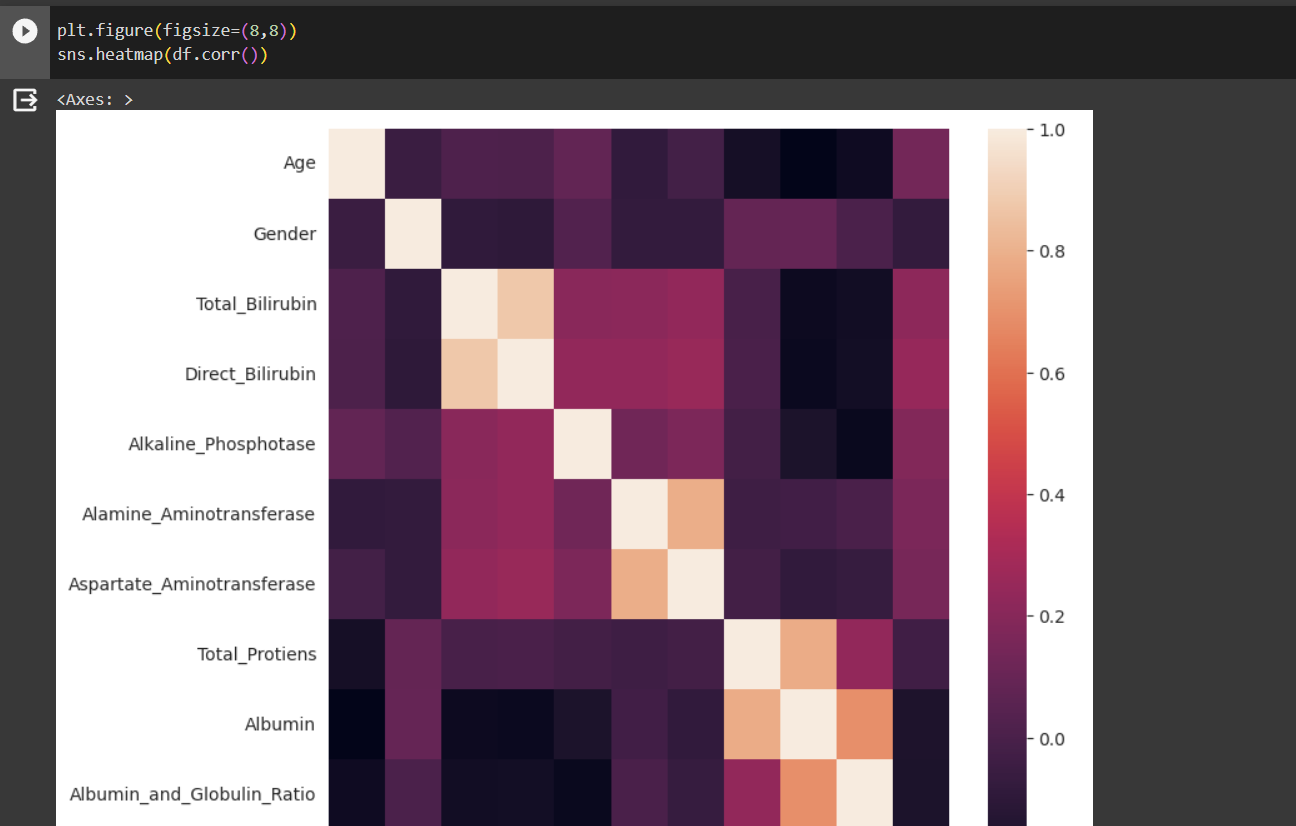 plt.figure(figsize=(8,8))
sns.heatmap(df.corr())
<Axes: >
Age
Gender
Total_Bilirubin
Direct_Bilirubin
Alkaline_Phosphotase
Alamine_Aminotransferase
Aspartate_Aminotransferase
Total_Protiens
Albumin
Albumin_and_Globulin_Ratio
1.0
0.8
0.6
0.4
0.2
0.0